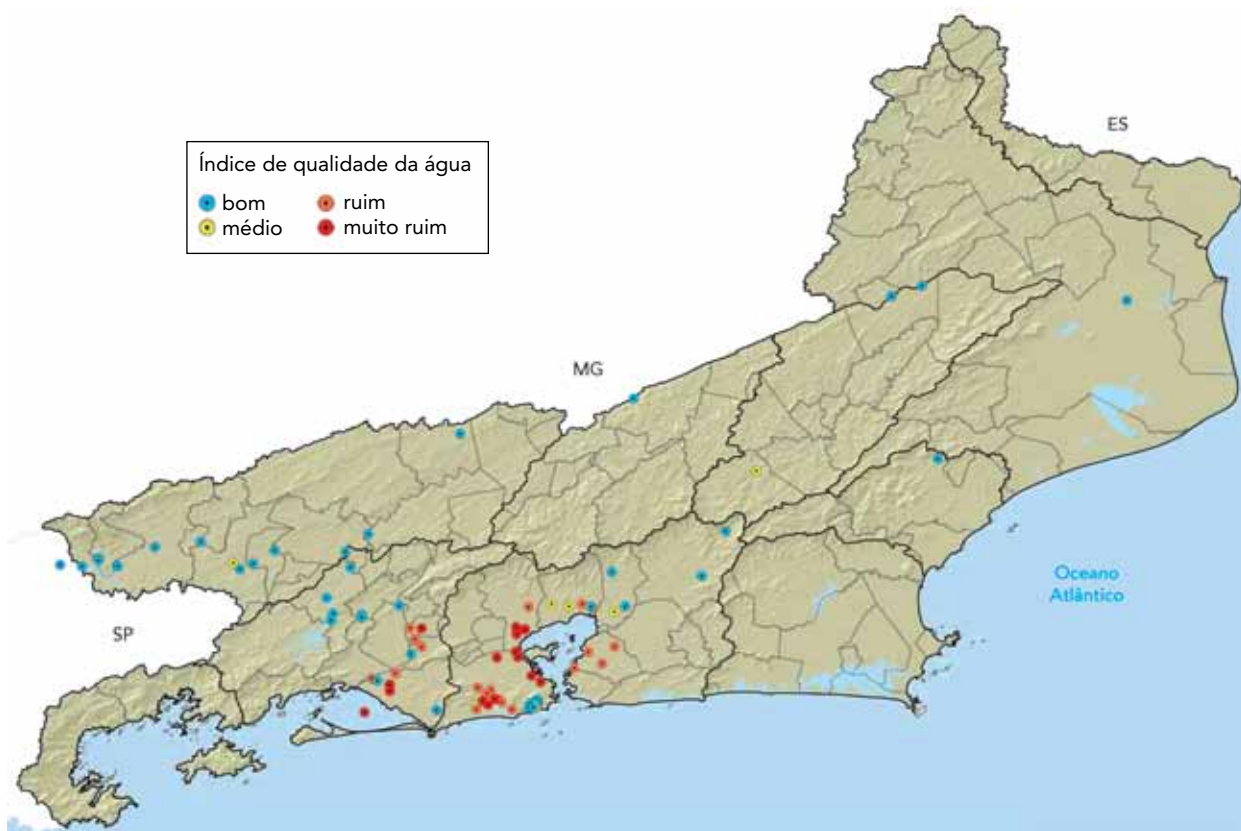 ES
Índice de qualidade da água
bom
ruim
médio
muito ruim
MG
Oceano
Atlântico
SP